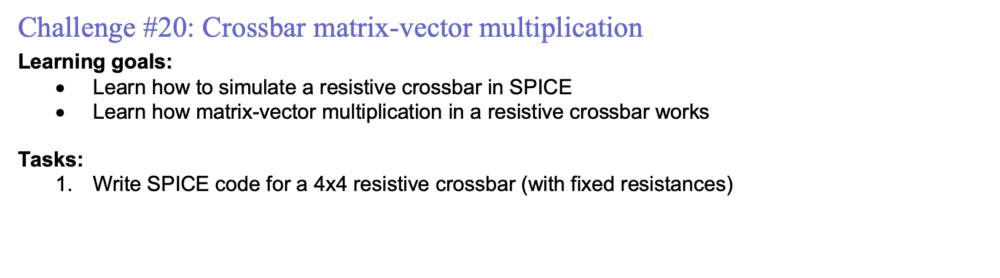 Challenge #20: Crossbar matrix-vector multiplication
Learning goals:
• Learn how to simulate a resistive crossbar in SPICE
• Learn how matrix-vector multiplication in a resistive crossbar works
Tasks:
1. Write SPICE code for a 4x4 resistive crossbar (with fixed resistances)